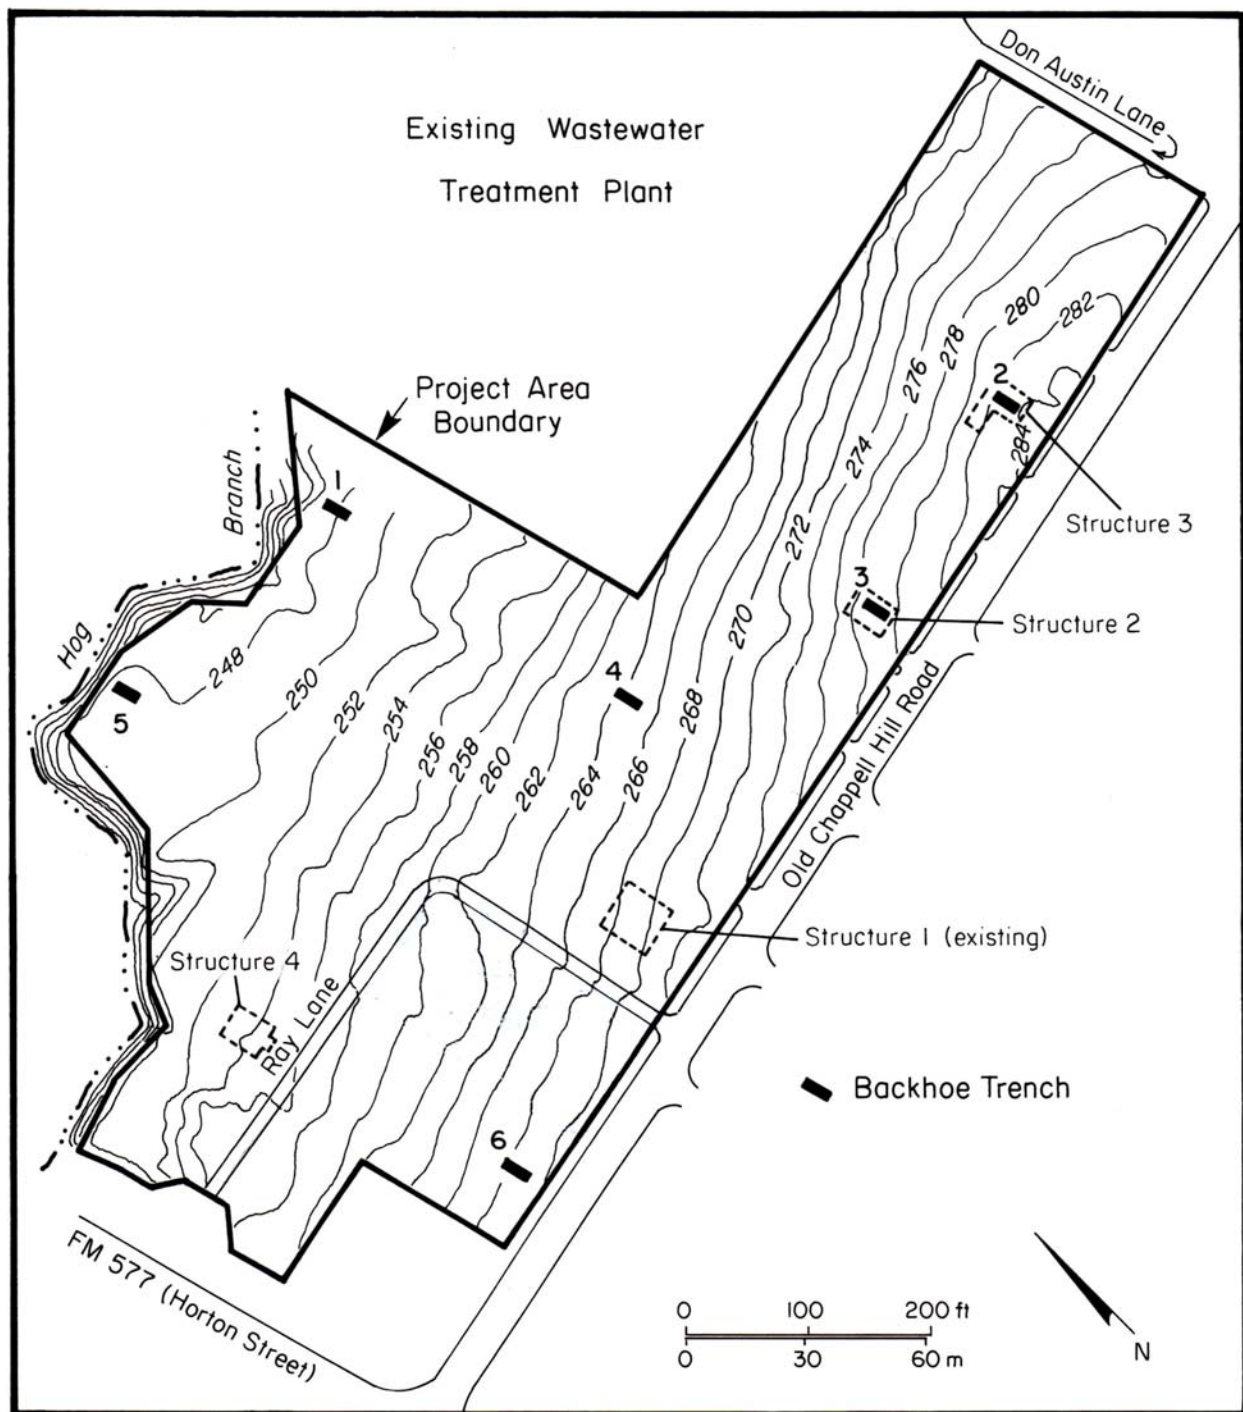 Don Austin Lane
Existing Wastewater
Treatment Plant
280
282
278
276
2
Project Area
Boundary
284
274
Branch
1
Structure 3
272
3
Structure 2
270
Hog
248
4
250
268
5
252
254
266
256
258
264
260
262
Old Chappell Hill Road
Structure 1 (existing)
Structure 4
Ray Lane
Backhoe Trench
6
FM 577 (Horton Street)
0 100 200 ft
0 30 60 m
N